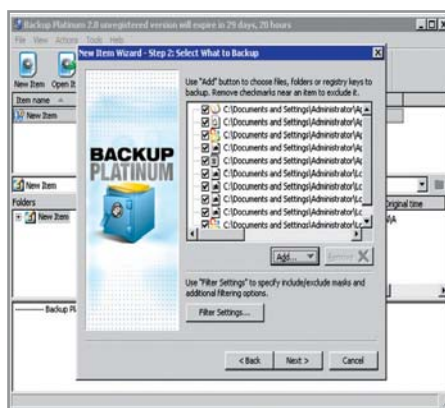 Backup Platinum 2.0 unregistered version will expire in 29 days, 20 hours
File View Actions Tools Help
New Item Wizard - Step 2: Select What to Backup
New Item Open It
Item name
New Item
Use "Add" button to choose files, folders or registry keys to
backup. Remove checkmarks near an item to exclude it.
C:\Documents and Settings\Administrator\Ap
C:\Documents and Settings\Administrator\Ap
C:\Documents and Settings\Administrator\Ap
C:\Documents and Settings\Administrator\Ap
C:\Documents and Settings\Administrator\Lo
C:\Documents and Settings\Administrator\Lo
C:\Documents and Settings\Administrator\Lo
C:\Documents and Settings\Administrator\Lo
C:\Documents and Settings\Administrator\Lo
C:\Documents and Settings\Administrator\Lo
BACKUP
PLATINUM
New Item
Folders
Original time
New Item
N\A
Add... Remove
Use "Filter Settings" to specify include/exclude masks and
additional filtering options.
Filter Settings...
Backup Pl
< Back Next > Cancel